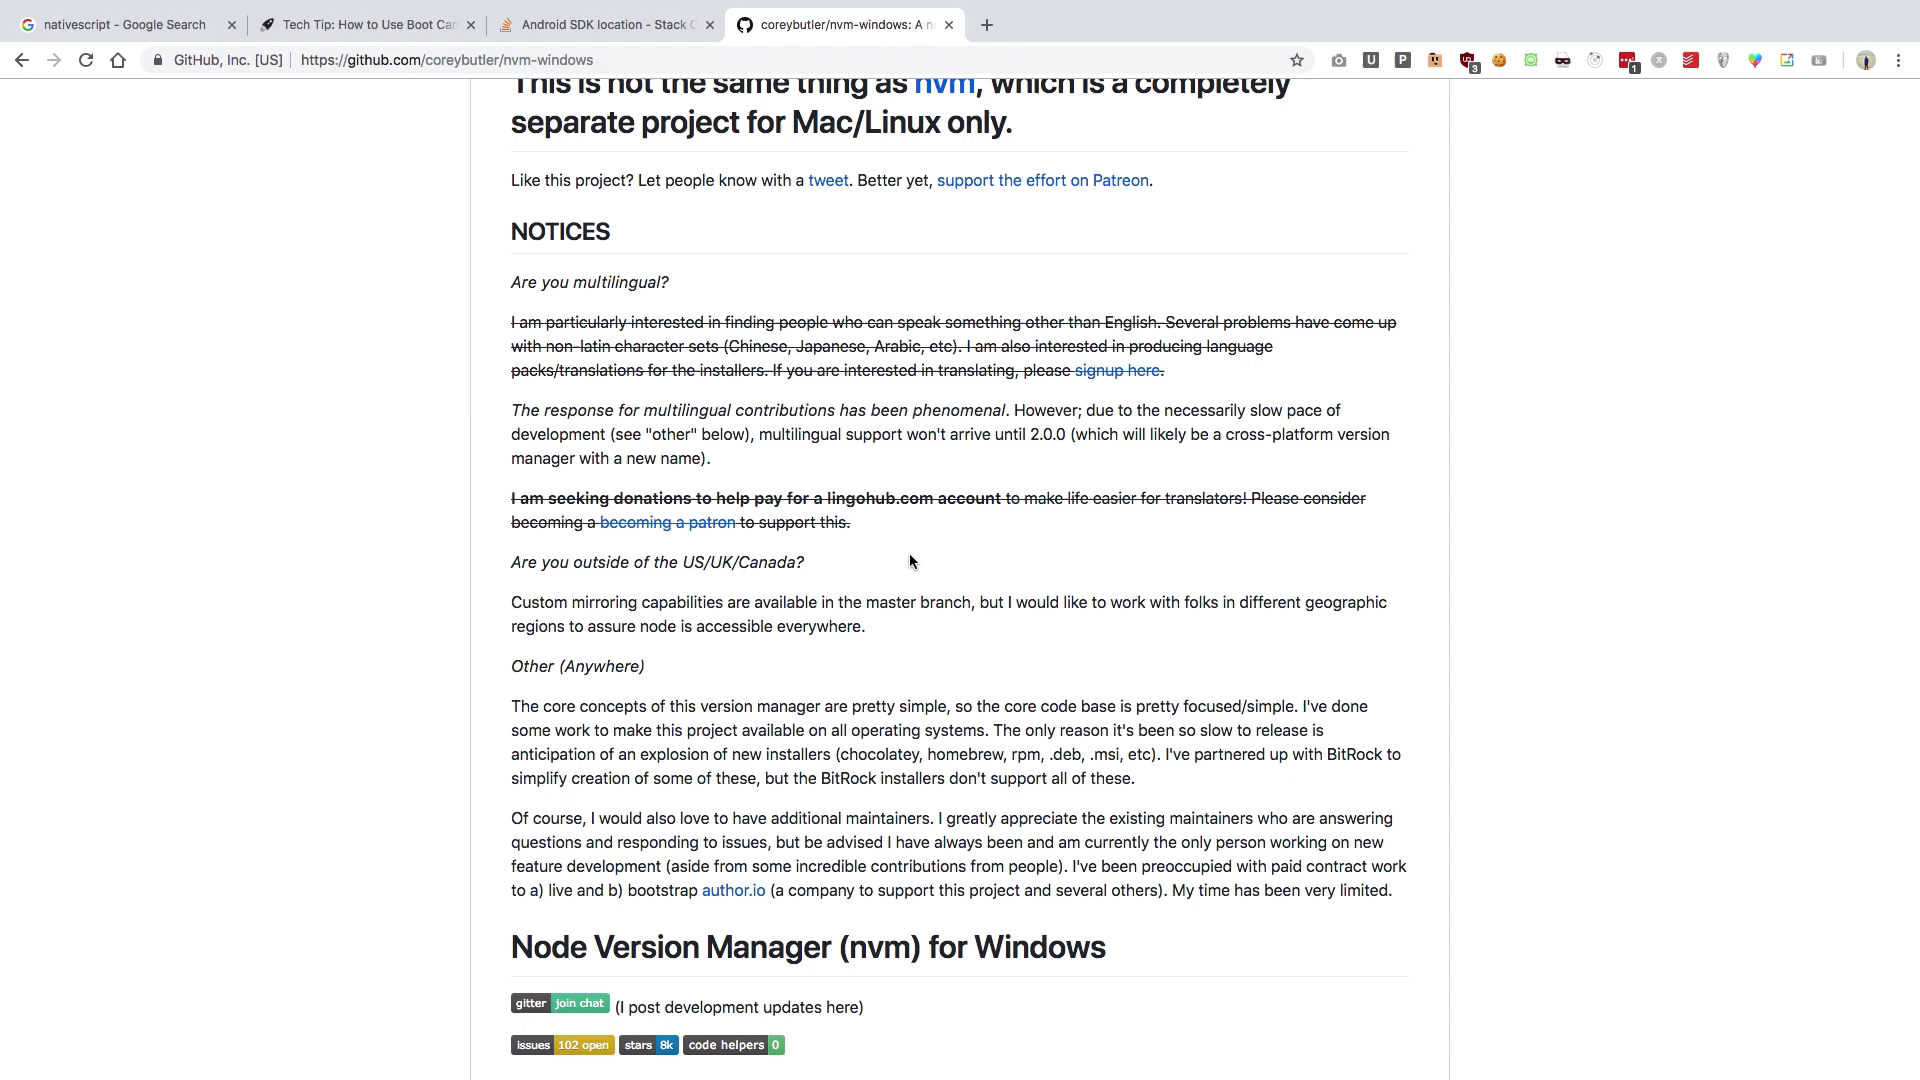 nativescript - Google Search
Tech Tip: How to Use Boot Cam
Android SDK location - Stack O
coreybutler/nvm-windows: A n
GitHub, Inc. [US]
https://github.com/coreybutler/nvm-windows
This is not the same thing as nvm, which is a completely
separate project for Mac/Linux only.
Like this project? Let people know with a tweet. Better yet, support the effort on Patreon.
NOTICES
Are you multilingual?
I am particularly interested in finding people who can speak something other than English. Several problems have come up
with non-latin character sets (Chinese, Japanese, Arabic, etc). I am also interested in producing language
packs/translations for the installers. If you are interested in translating, please signup here.
The response for multilingual contributions has been phenomenal. However; due to the necessarily slow pace of
development (see "other" below), multilingual support won't arrive until 2.0.0 (which will likely be a cross-platform version
manager with a new name).
I am seeking donations to help pay for a lingohub.com account to make life easier for translators! Please consider
becoming a becoming a patron to support this.
Are you outside of the US/UK/Canada?
Custom mirroring capabilities are available in the master branch, but I would like to work with folks in different geographic
regions to assure node is accessible everywhere.
Other (Anywhere)
The core concepts of this version manager are pretty simple, so the core code base is pretty focused/simple. I've done
some work to make this project available on all operating systems. The only reason it's been so slow to release is
anticipation of an explosion of new installers (chocolatey, homebrew, rpm, .deb, .msi, etc). I've partnered up with BitRock to
simplify creation of some of these, but the BitRock installers don't support all of these.
Of course, I would also love to have additional maintainers. I greatly appreciate the existing maintainers who are answering
questions and responding to issues, but be advised I have always been and am currently the only person working on new
feature development (aside from some incredible contributions from people). I've been preoccupied with paid contract work
to a) live and b) bootstrap author.io (a company to support this project and several others). My time has been very limited.
Node Version Manager (nvm) for Windows
gitter join chat (I post development updates here)
issues 102 open stars 8k code helpers 0